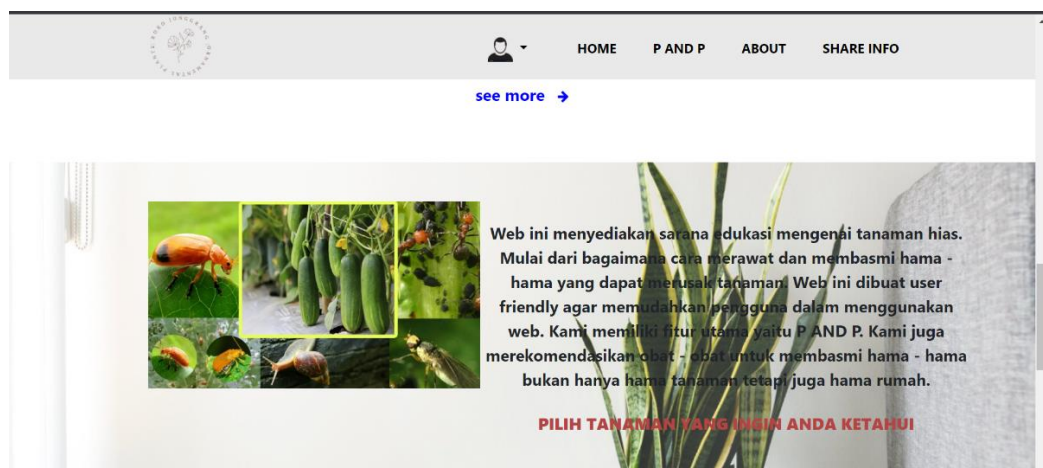 HOME P AND P ABOUT SHARE INFO
see more
Web ini menyediakan sarana edukasi mengenai tanaman hias.
Mulai dari bagaimana cara merawat dan membasmi hama -
hama yang dapat merusak tanaman. Web ini dibuat user
friendly agar memudahkan pengguna dalam menggunakan
web. Kami memiliki fitur utama yaitu P AND P. Kami juga
merekomendasikan obat - obat untuk membasmi hama - hama
bukan hanya hama tanaman tetapi juga hama rumah.
PILIH TANAMAN YANG INGIN ANDA KETAHUI